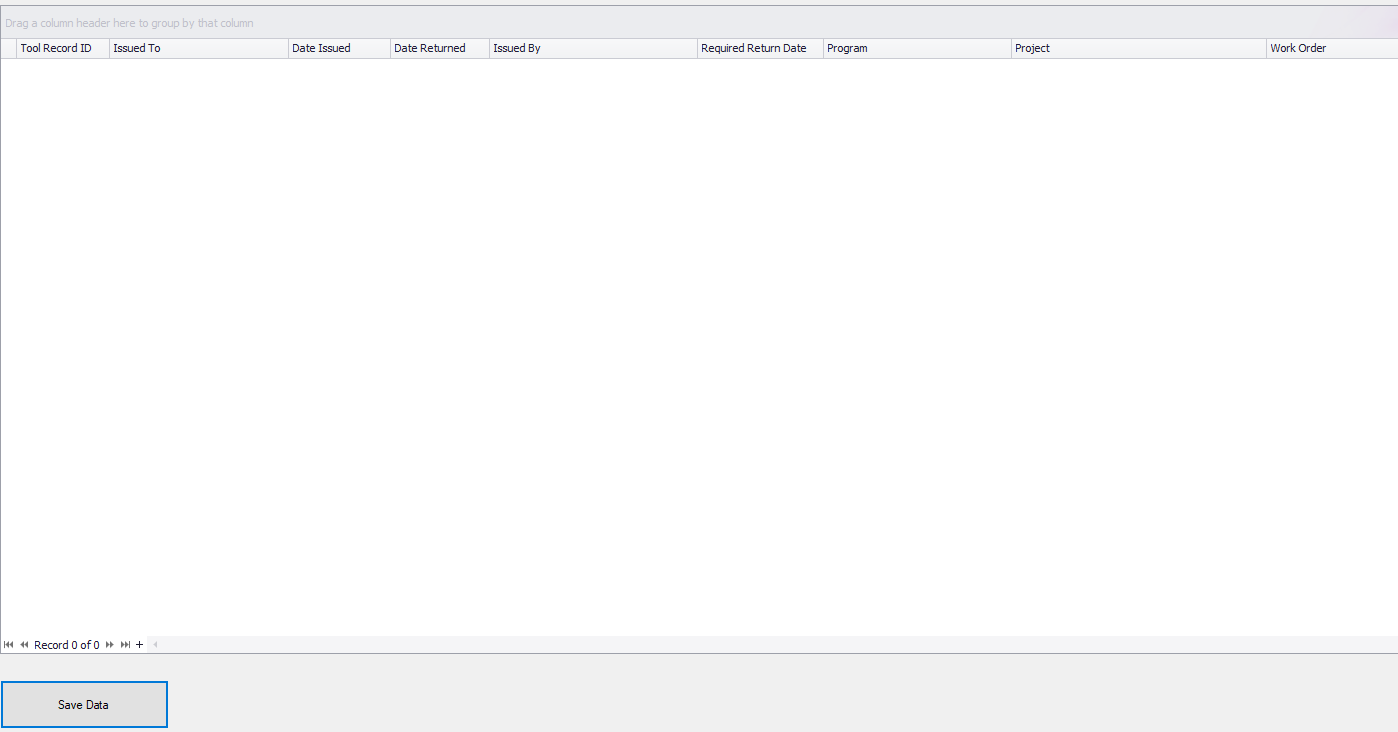 Drag a column header here to group by that column
Tool Record ID Issued To Date Issued Date Returned Issued By Required Return Date Program Project Work Order
Record 0 of 0
Save Data